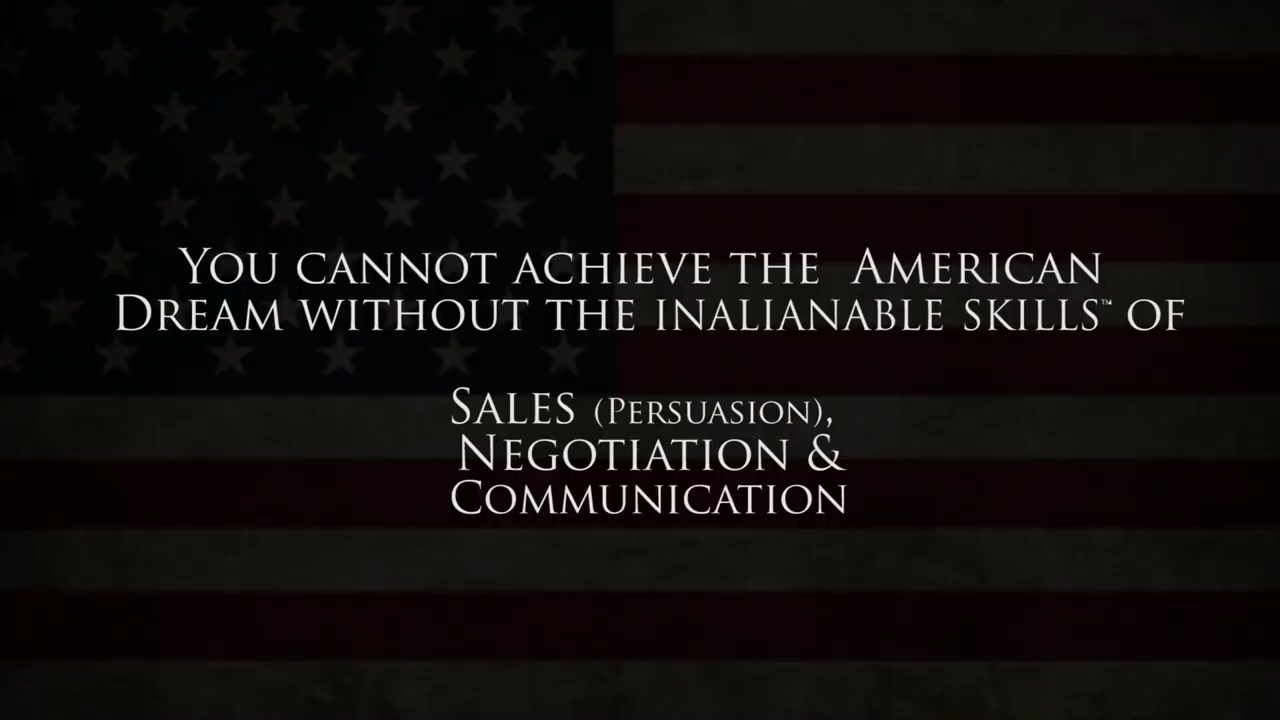 You cannot achieve the American
Dream without the inalianable skills™ of
Sales (Persuasion),
Negotiation &
Communication